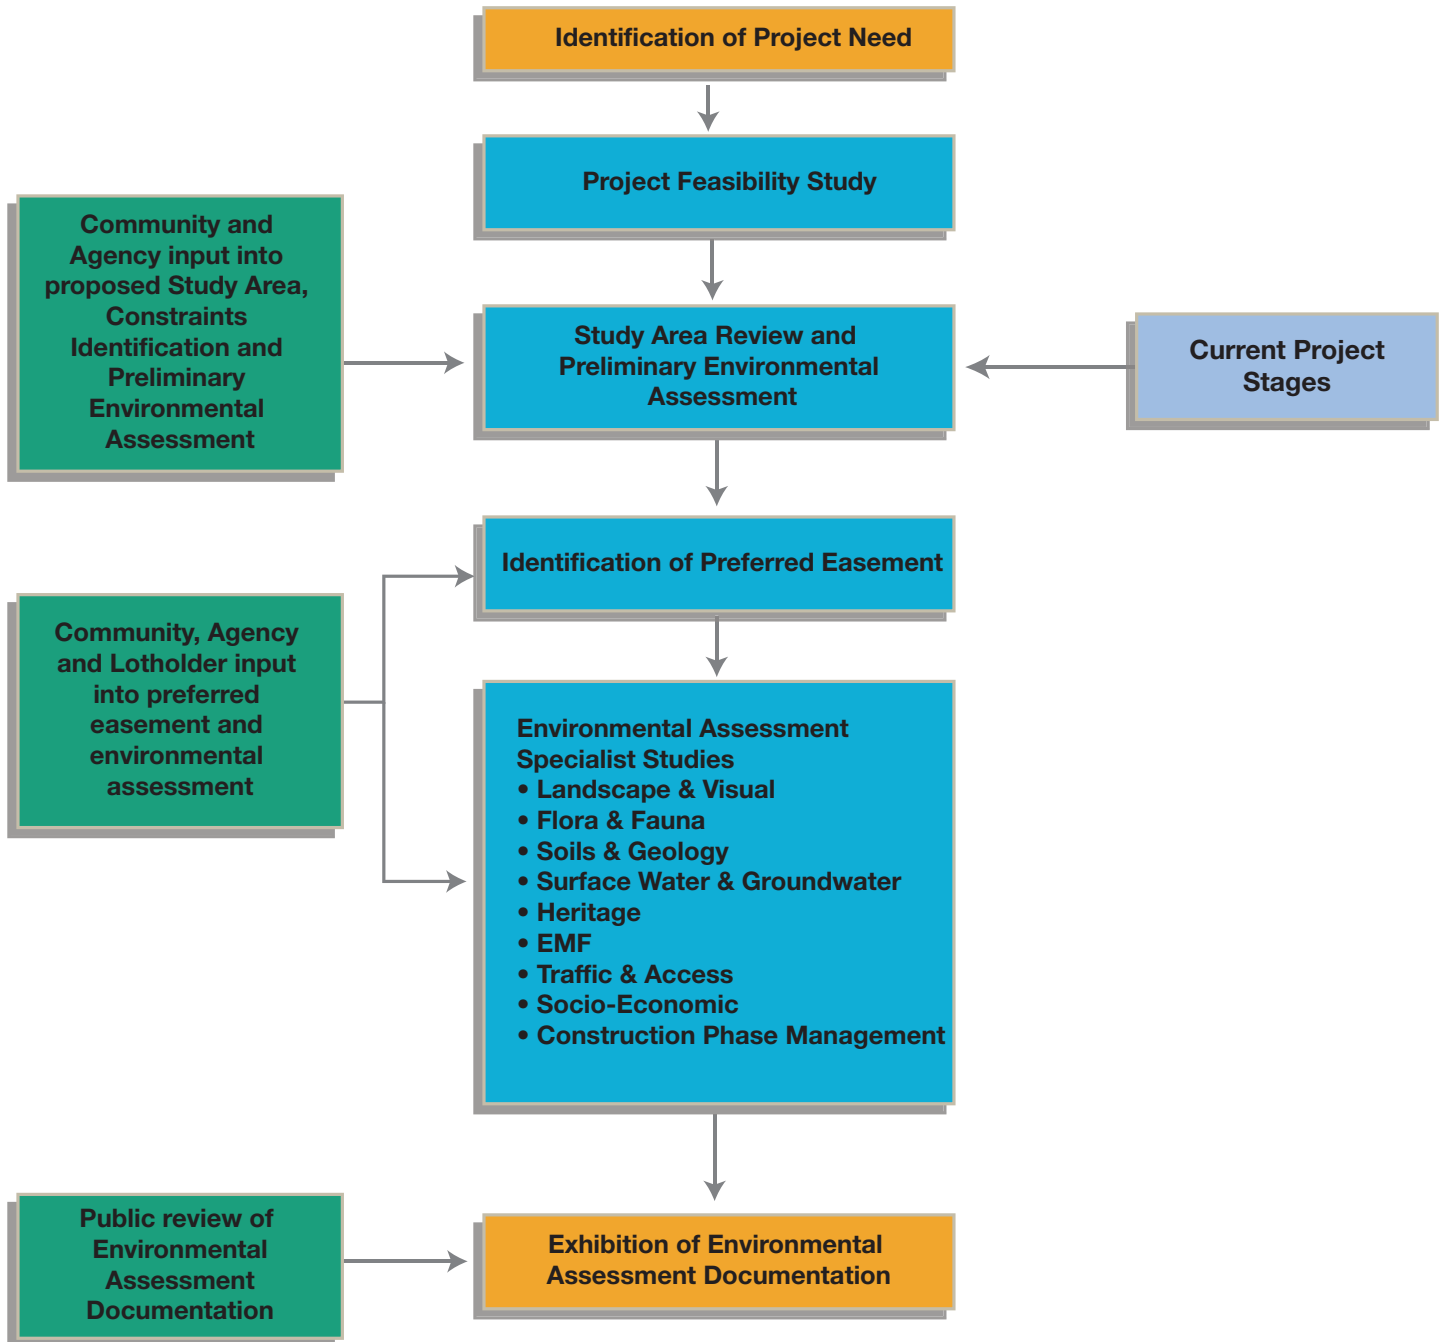 Identification of Project Need
Project Feasibility Study
Community and
Agency input into
proposed Study Area,
Constraints
Identification and
Preliminary
Environmental
Assessment
Study Area Review and
Preliminary Environmental
Assessment
Current Project
Stages
Identification of Preferred Easement
Community, Agency
and Lotholder input
into preferred
easement and
environmental
assessment
Environmental Assessment
Specialist Studies
• Landscape & Visual
• Flora & Fauna
• Soils & Geology
• Surface Water & Groundwater
• Heritage
• EMF
• Traffic & Access
• Socio-Economic
• Construction Phase Management
Public review of
Environmental
Assessment
Documentation
Exhibition of Environmental
Assessment Documentation